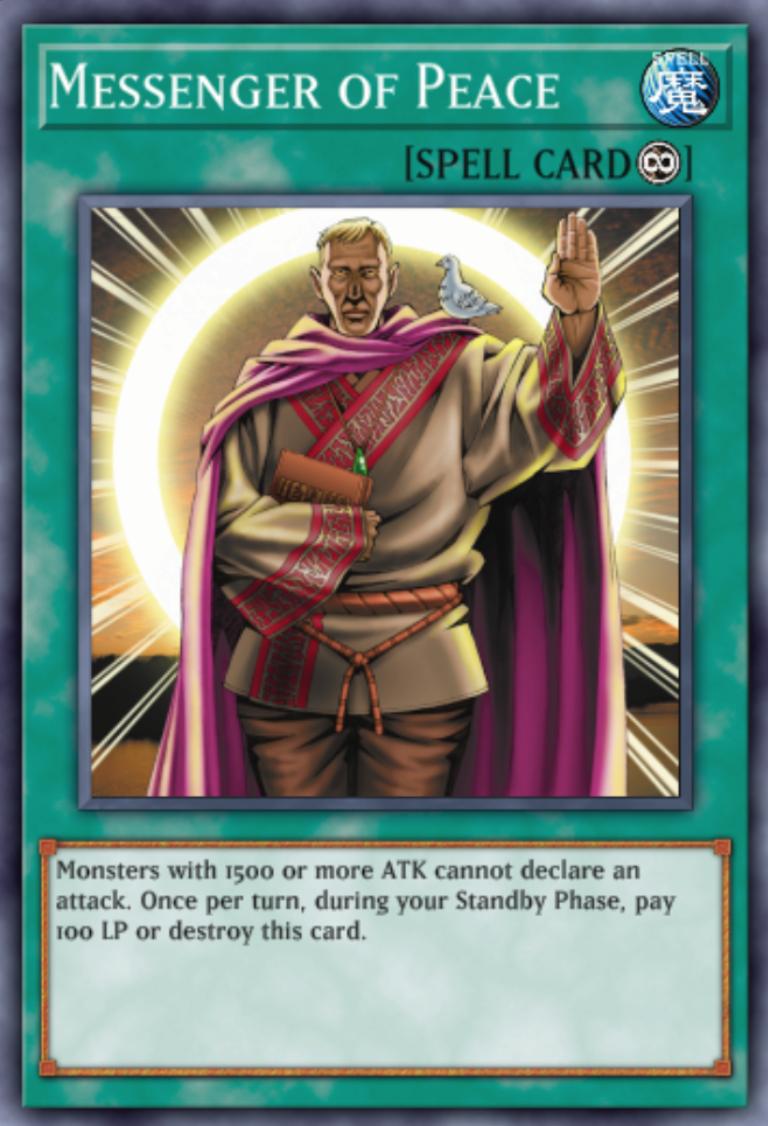 MESSENGER OF PEACE
SPELL
魔
[SPELL CARD]
Monsters with 1500 or more ATK cannot declare an
attack. Once per turn, during your Standby Phase, pay
100 LP or destroy this card.